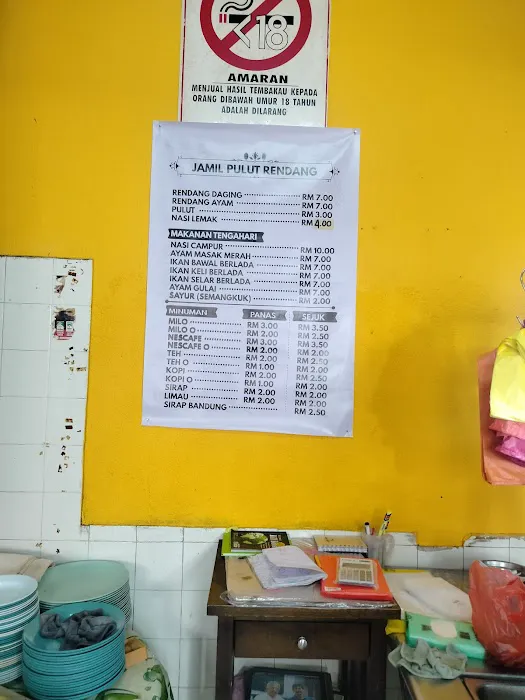 <18
AMARAN
MENJUAL HASIL TEMBAKAU KEPADA
ORANG DIBAWAH UMUR 18 TAHUN
ADALAH DILARANG
JAMIL PULUT RENDANG
RENDANG DAGING RM 7.00
RENDANG AYAM RM 7.00
PULUT RM 3.00
NASI LEMAK RM 4.00
MAKANAN TENGAHARI
NASI CAMPUR RM 10.00
AYAM MASAK MERAH RM 7.00
IKAN BAWAL BERLADA RM 7.00
IKAN KELI BERLADA RM 7.00
IKAN SELAR BERLADA RM 7.00
AYAM GULAI RM 7.00
SAYUR (SEMANGKUK) RM 2.00
MINUMAN PANAS SEJUK
MILO RM 3.00 RM 3.50
MILO O RM 2.00 RM 2.50
NESCAFE RM 3.00 RM 3.50
NESCAFE O RM 2.00 RM 2.00
TEH RM 2.00 RM 2.50
TEH O RM 1.00 RM 2.00
KOPI RM 2.00 RM 2.50
KOPI O RM 1.00 RM 2.00
SIRAP RM 2.00 RM 2.00
LIMAU RM 2.00 RM 2.00
SIRAP BANDUNG RM 2.00 RM 2.50